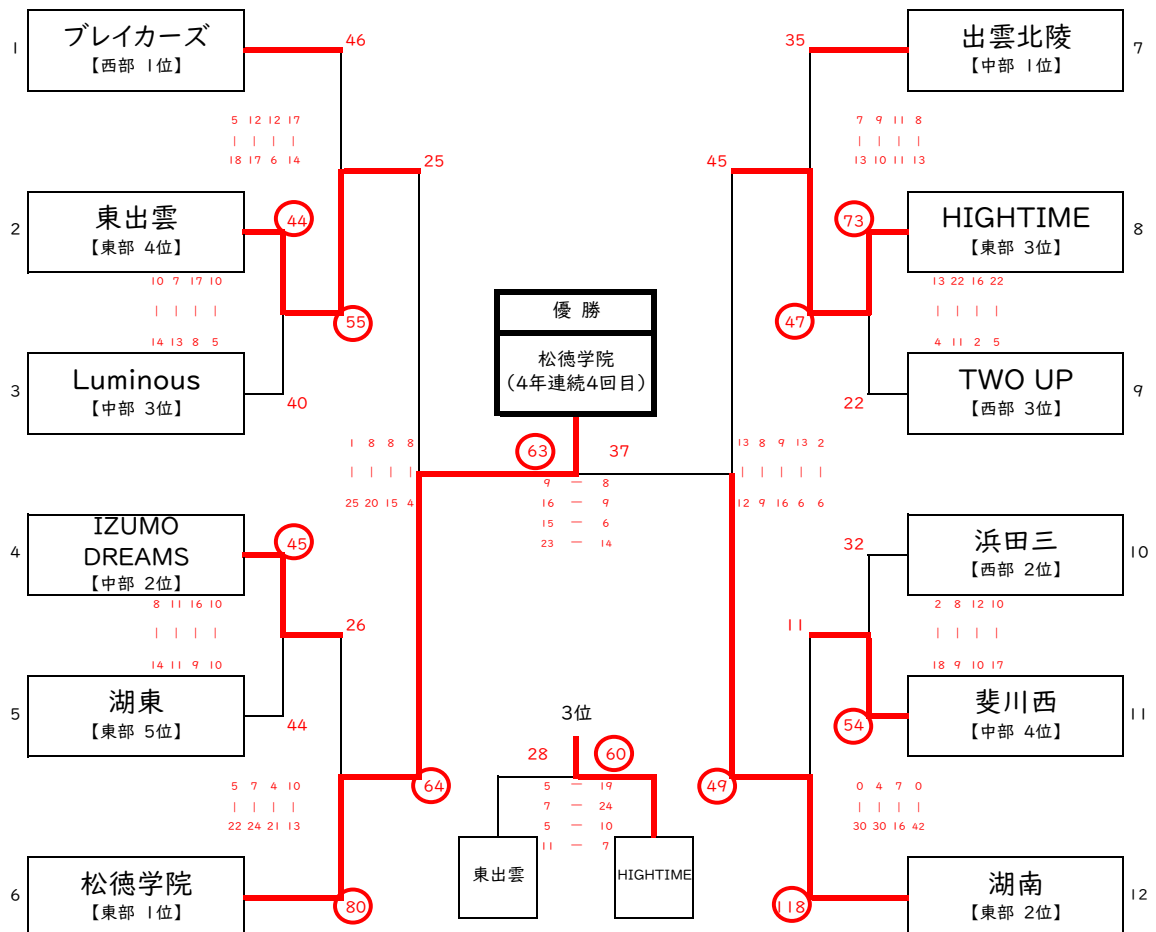 1
ブレイカーズ
【西部 1位】
46
5 12 12 17
| | | |
18 17 6 14
25
2
東出雲
【東部 4位】
44
10 7 17 10
| | | |
14 13 8 5
55
3
Luminous
【中部 3位】
40
1 8 8 8
| | | |
25 20 15 4
4
IZUMO
DREAMS
【中部 2位】
45
8 11 16 10
| | | |
14 11 9 10
26
5
湖東
【東部 5位】
44
5 7 4 10
| | | |
22 24 21 13
64
6
松徳学院
【東部 1位】
80
優 勝
松徳学院
(4年連続4回目)
63 37
9 — 8
16 — 9
15 — 6
23 — 14
3位
28 60
5 — 19
7 — 24
5 — 10
11 — 7
東出雲
HIGHTIME
35
出雲北陵
【中部 1位】
7
7 9 11 8
| | | |
13 10 11 13
45
73
HIGHTIME
【東部 3位】
8
13 22 16 22
| | | |
4 11 2 5
47
TWO UP
【西部 3位】
9
22
13 8 9 13 2
| | | | |
12 9 16 6 6
32
浜田三
【西部 2位】
10
2 8 12 10
| | | |
18 9 10 17
11
斐川西
【中部 4位】
11
54
49
0 4 7 0
| | | |
30 30 16 42
118
湖南
【東部 2位】
12